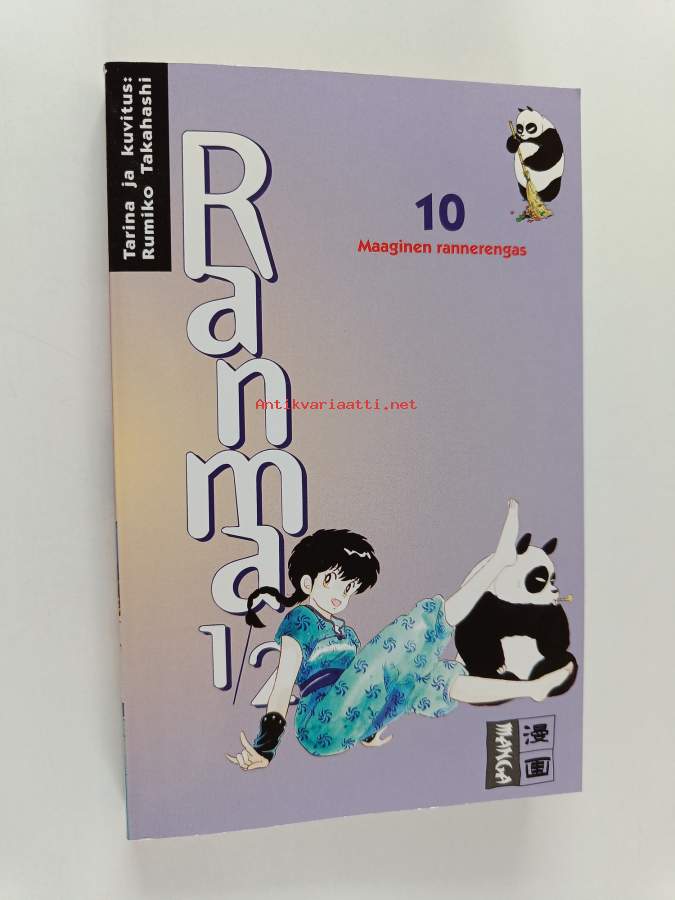 Tarina ja kuvitus:
Rumiko Takahashi
Ranma
1/2
10
Maaginen rannerengas
Antikvariaatti.net
漫画
MANGA